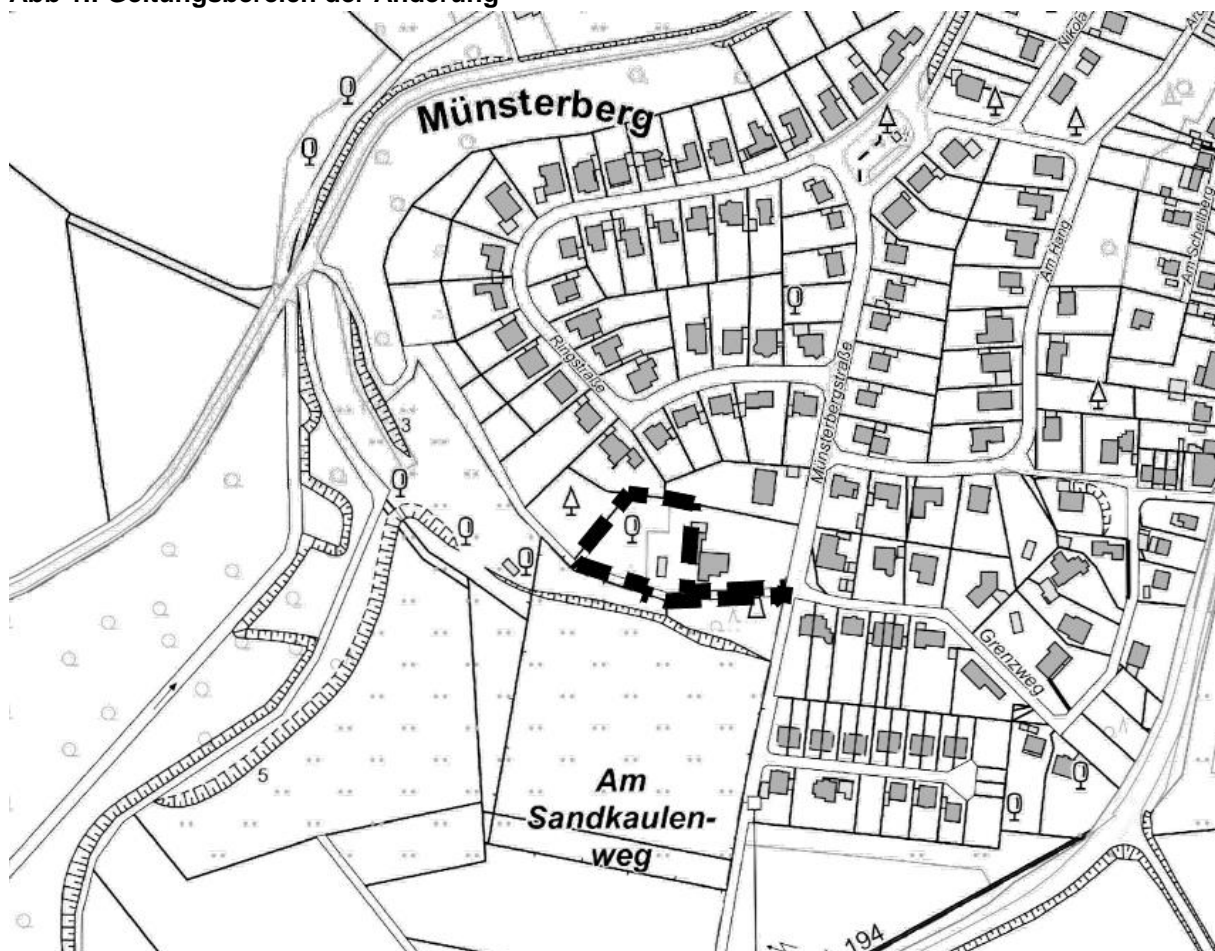 Abb 1.: Geltungsbereich der Änderung
Nikola
Münsterberg
Am Hang
Am Schellberg
Ringstraße
Münsterbergstraße
3
Grenzweg
5
Am
Sandkaulen-
weg
194